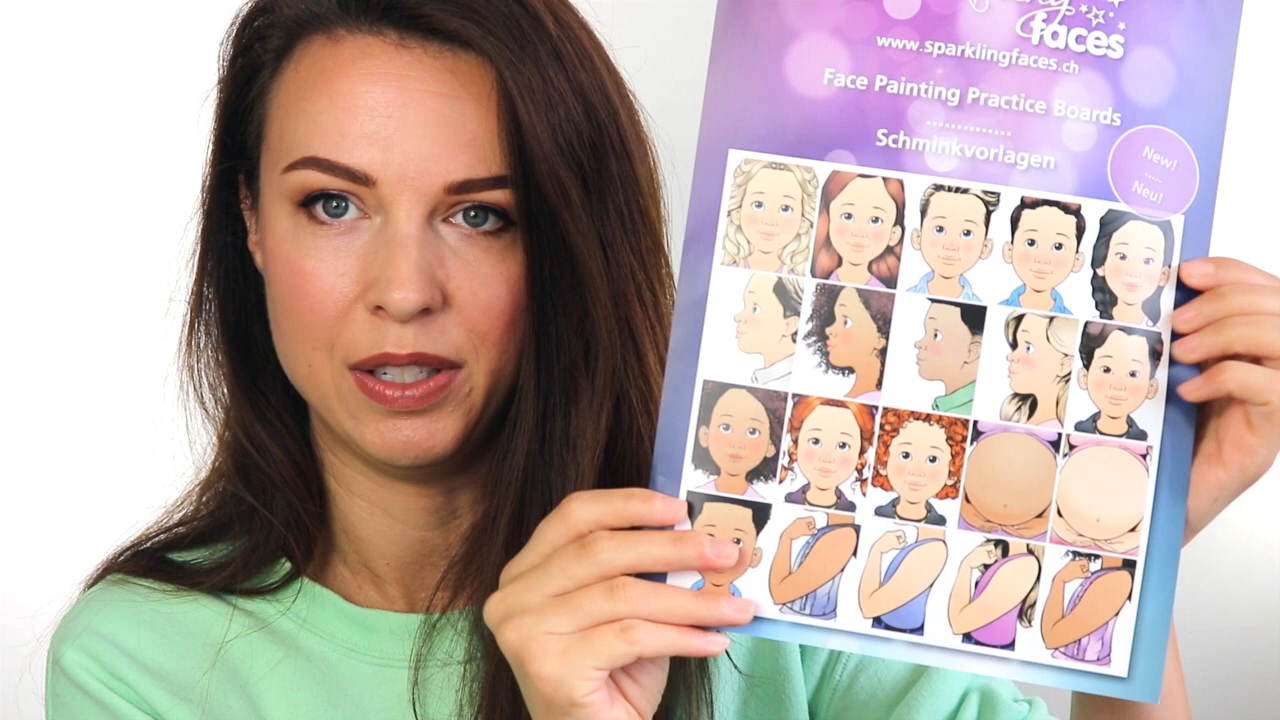 faces
www.sparklingfaces.ch
Face Painting Practice Boards
..............
Schminkvorlagen
New!
.....
Neu!